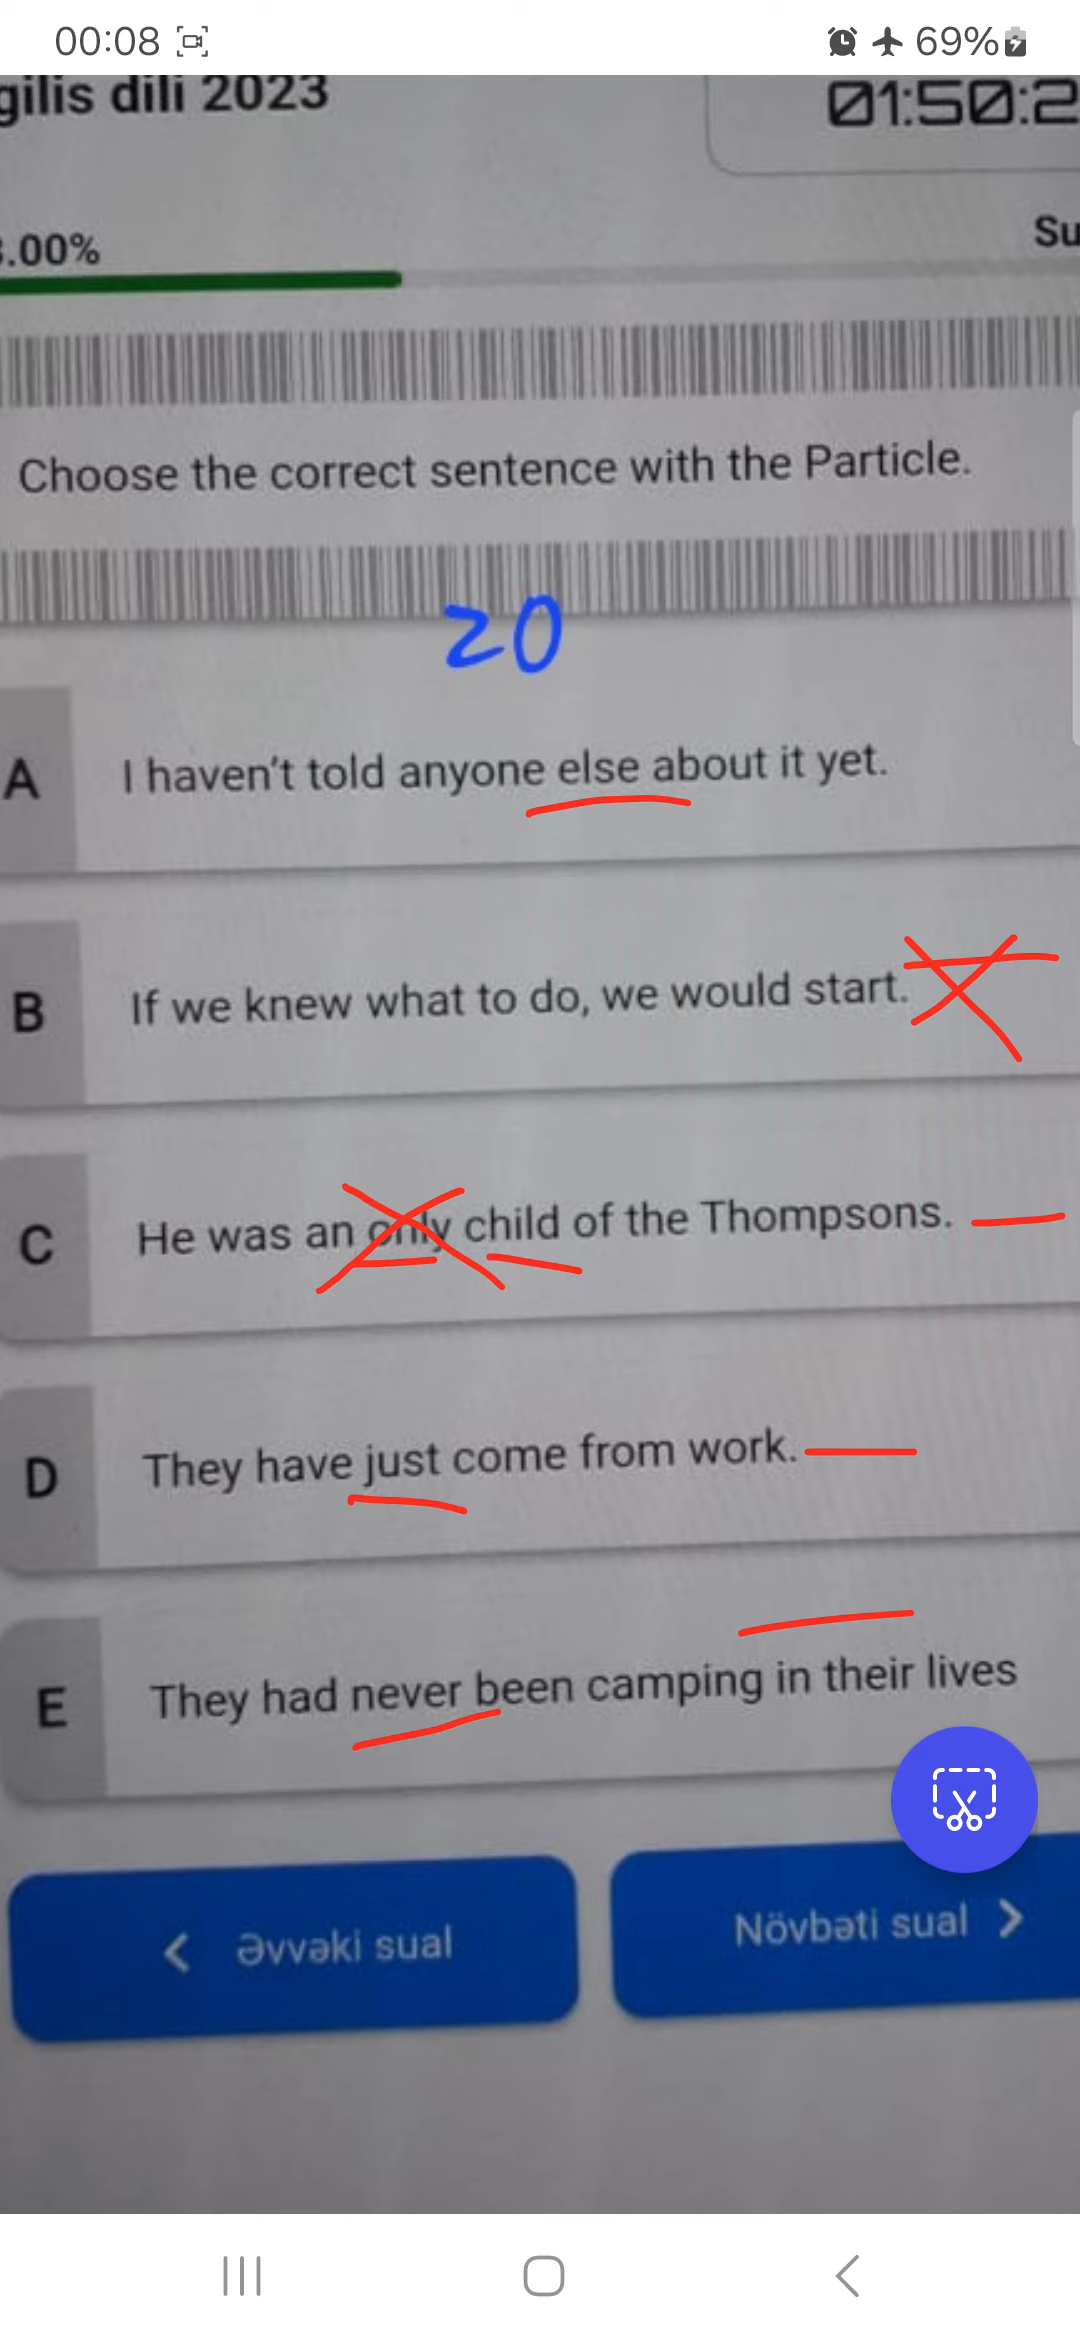 00:08
69%
gilis dili 2023
01:50:2
.00%
Su
Choose the correct sentence with the Particle.
20
A I haven't told anyone else about it yet.
B If we knew what to do, we would start.
C He was an only child of the Thompsons.
D They have just come from work.
E They had never been camping in their lives
Əvvəki sual
Növbəti sual